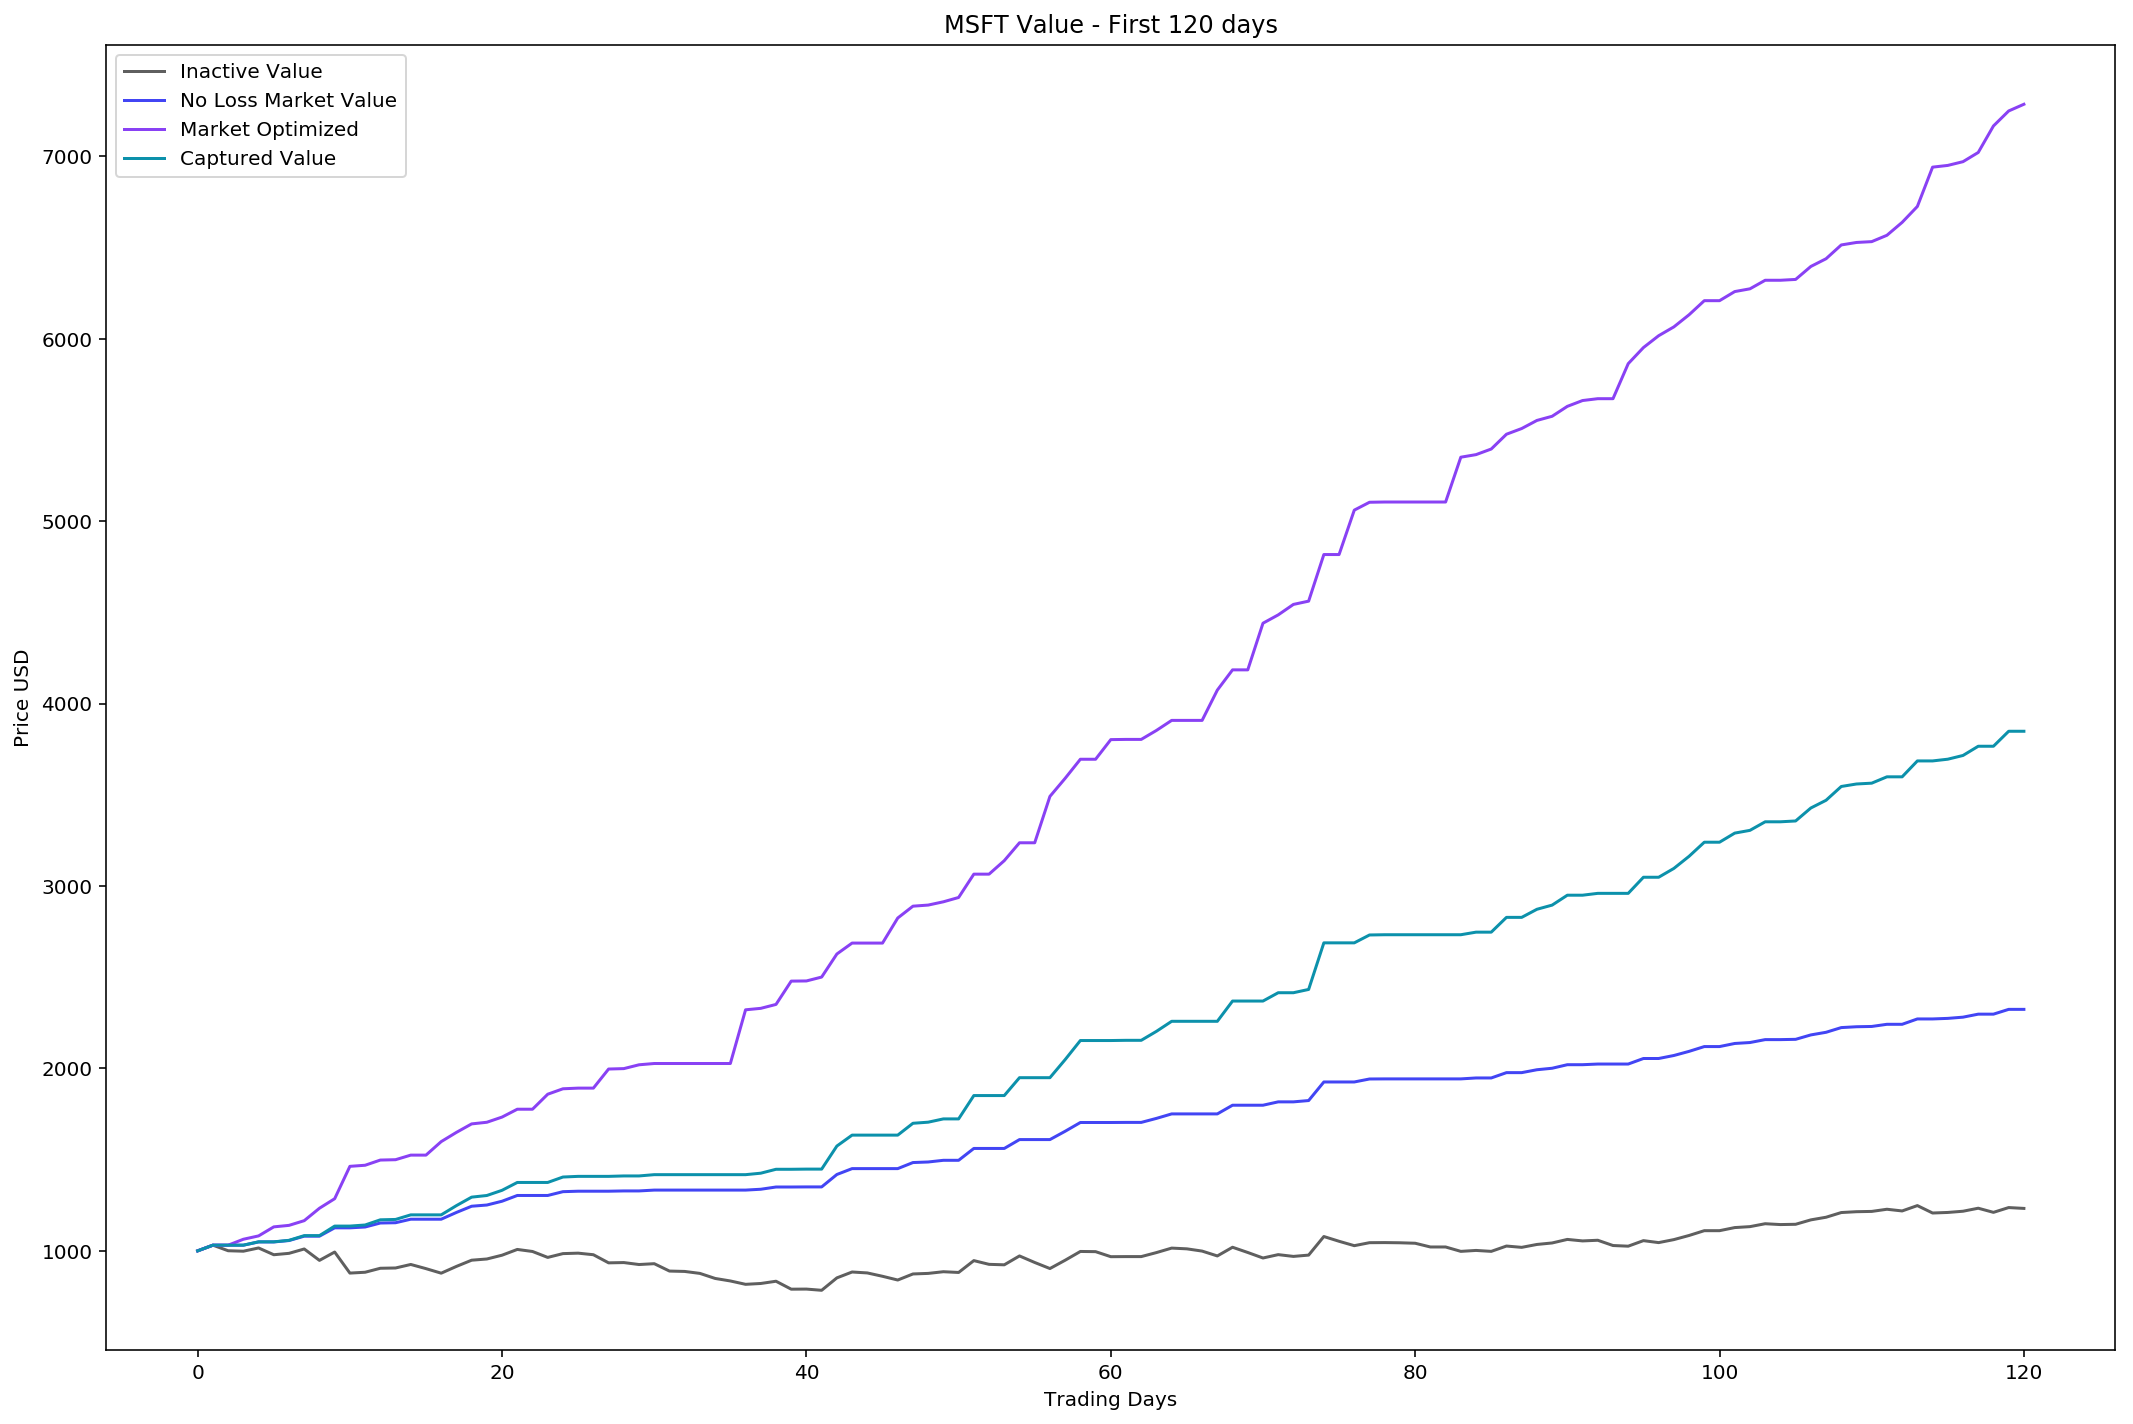 MSFT Value - First 120 days
Inactive Value
No Loss Market Value
Market Optimized
Captured Value
7000
6000
5000
4000
3000
2000
1000
Price USD
0 20 40 60 80 100 120
Trading Days